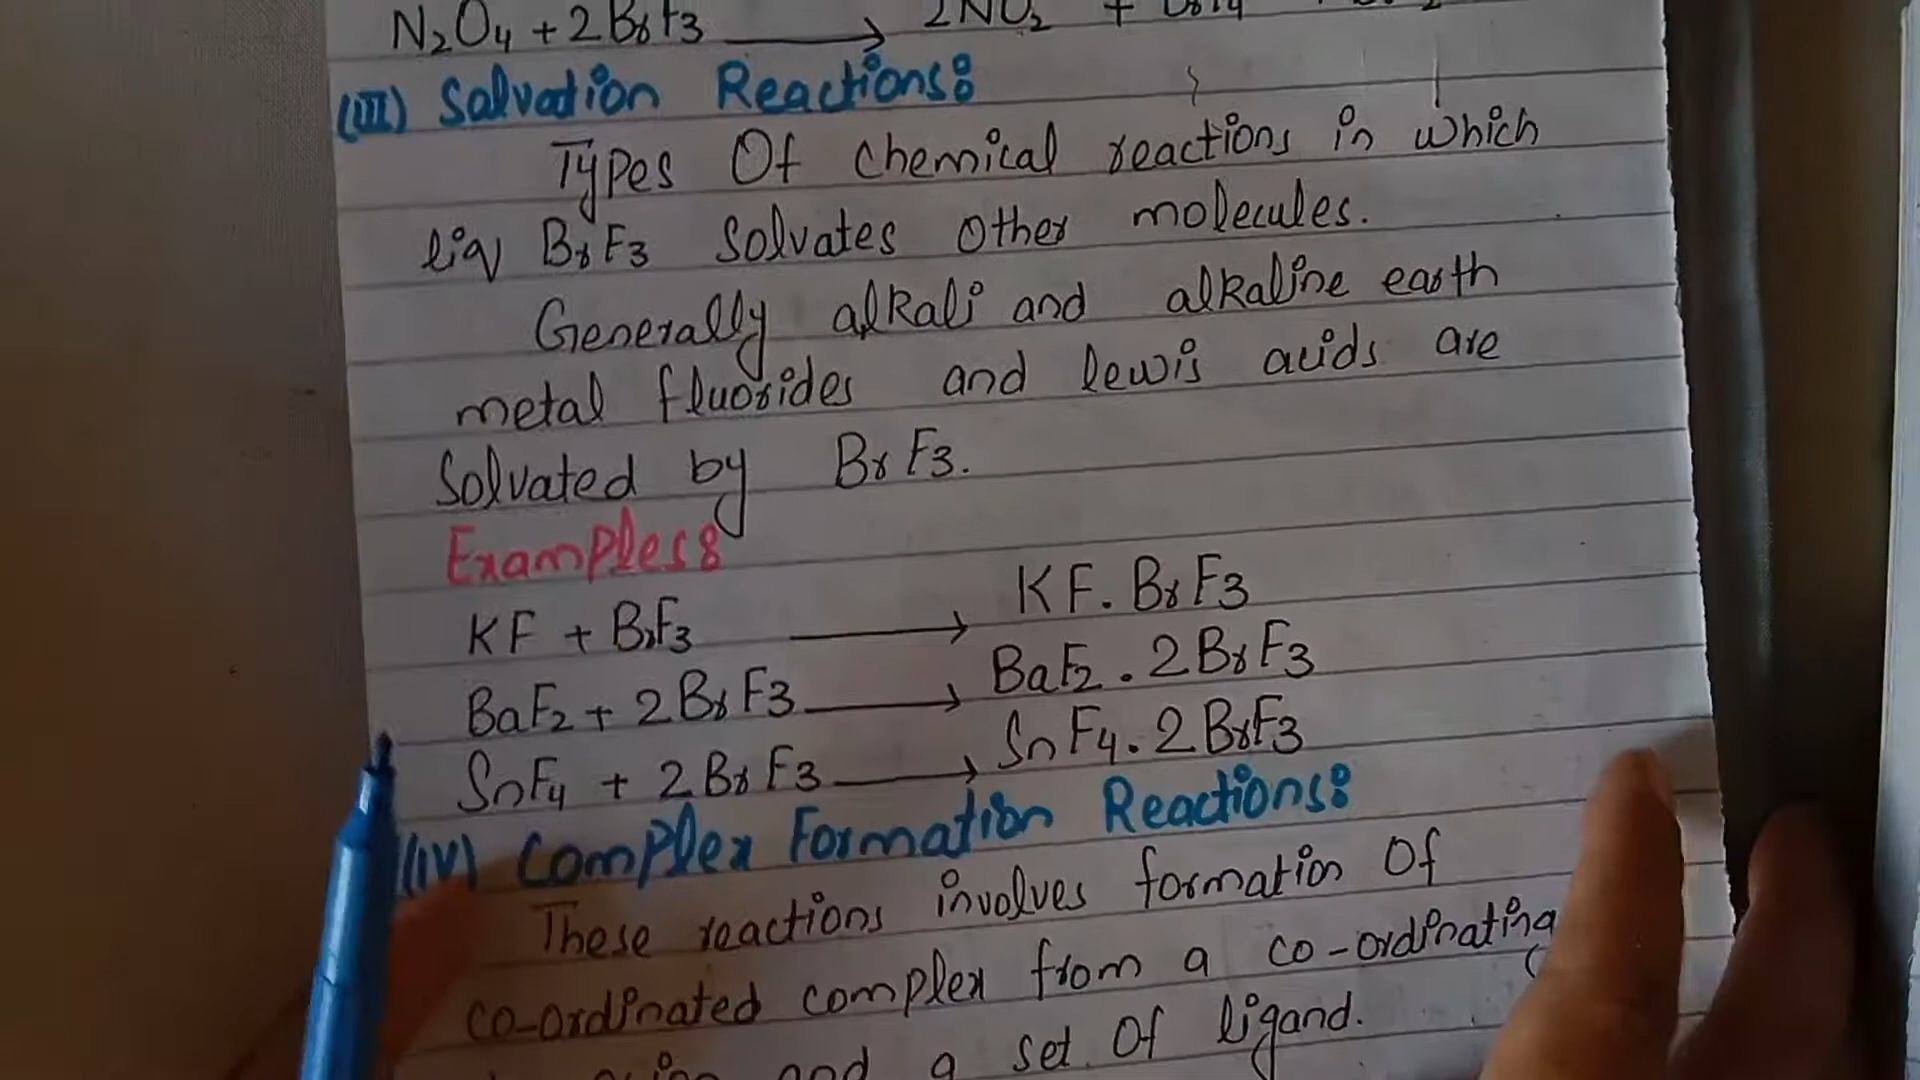 N₂O₄ + 2BrF₃ ⟶ 2NO₂ +
(III) Solvation Reactions:
Types Of chemical reactions in which
liq BrF₃ Solvates Other molecules.
Generally alkali and alkaline earth
metal fluorides and lewis acids are
Solvated by BrF₃.
Examples:
KF + BrF₃ ⟶ KF. BrF₃
BaF₂ + 2BrF₃ ⟶ BaF₂ . 2BrF₃
SnF₄ + 2BrF₃ ⟶ SnF₄. 2BrF₃
(IV) Complex Formation Reactions:
These reactions involves formation Of
co-ordinated complex from a co-ordinating
and a set Of ligand.